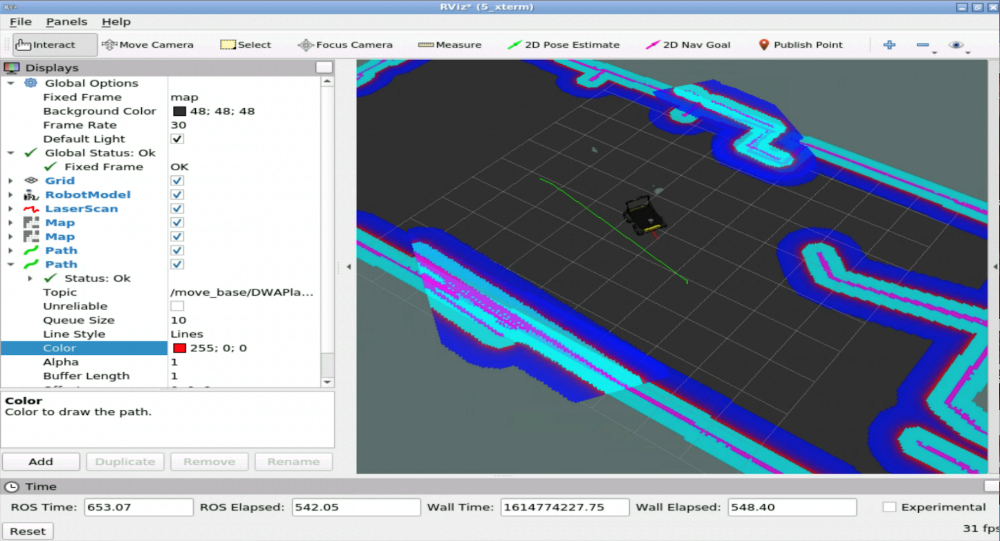 RViz* (5_xterm)
File Panels Help
Interact Move Camera Select Focus Camera Measure 2D Pose Estimate 2D Nav Goal Publish Point
Displays
Global Options
Fixed Frame map
Background Color 48; 48; 48
Frame Rate 30
Default Light
Global Status: Ok
Fixed Frame OK
Grid
RobotModel
LaserScan
Map
Map
Path
Path
Status: Ok
Topic /move_base/DWAPla...
Unreliable
Queue Size 10
Line Style Lines
Color 255; 0; 0
Alpha 1
Buffer Length 1
Color
Color to draw the path.
Add Duplicate Remove Rename
Time
ROS Time: 653.07 ROS Elapsed: 542.05 Wall Time: 1614774227.75 Wall Elapsed: 548.40 Experimental
Reset 31 fps